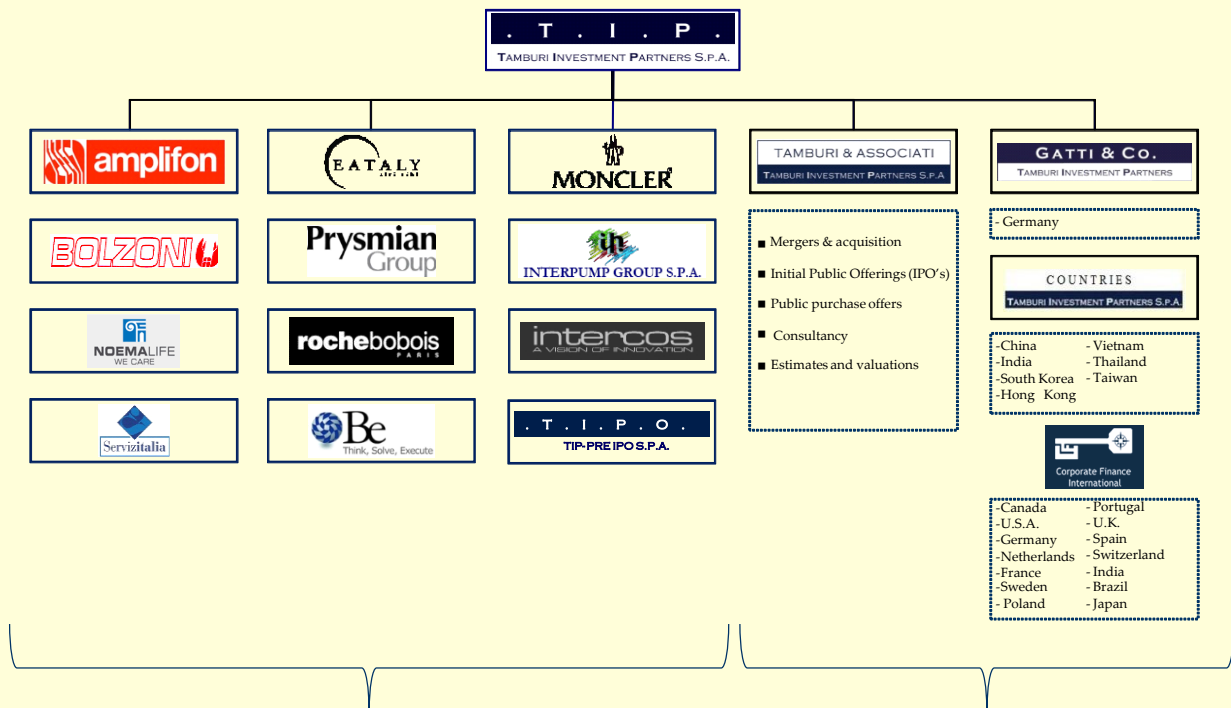 . T . I . P .
TAMBURI INVESTMENT PARTNERS S.P.A.
amplifon
BOLZONI
NOEMALIFE
WE CARE
Servizitalia
EATALY
Prysmian
Group
rochebobois
PARIS
Be
Think, Solve, Execute
MONCLER
ih
INTERPUMP GROUP S.P.A.
intercos
A VISION OF INNOVATION
. T . I . P . O .
TIP-PRE IPO S.P.A.
TAMBURI & ASSOCIATI
TAMBURI INVESTMENT PARTNERS S.P.A
■ Mergers & acquisition
■ Initial Public Offerings (IPO's)
■ Public purchase offers
■ Consultancy
■ Estimates and valuations
GATTI & CO.
TAMBURI INVESTMENT PARTNERS
- Germany
COUNTRIES
TAMBURI INVESTMENT PARTNERS S.P.A.
-China
-India
-South Korea
-Hong Kong
- Vietnam
- Thailand
- Taiwan
Corporate Finance
International
-Canada
-U.S.A.
-Germany
-Netherlands
-France
-Sweden
- Poland
- Portugal
- U.K.
- Spain
- Switzerland
- India
- Brazil
- Japan